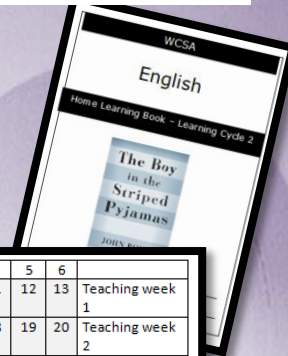 WCSA
English
Home Learning Book – Learning Cycle 2
The Boy
in the
Striped
Pyjamas
JOHN
5 6
12 13 Teaching week
1
19 20 Teaching week
2